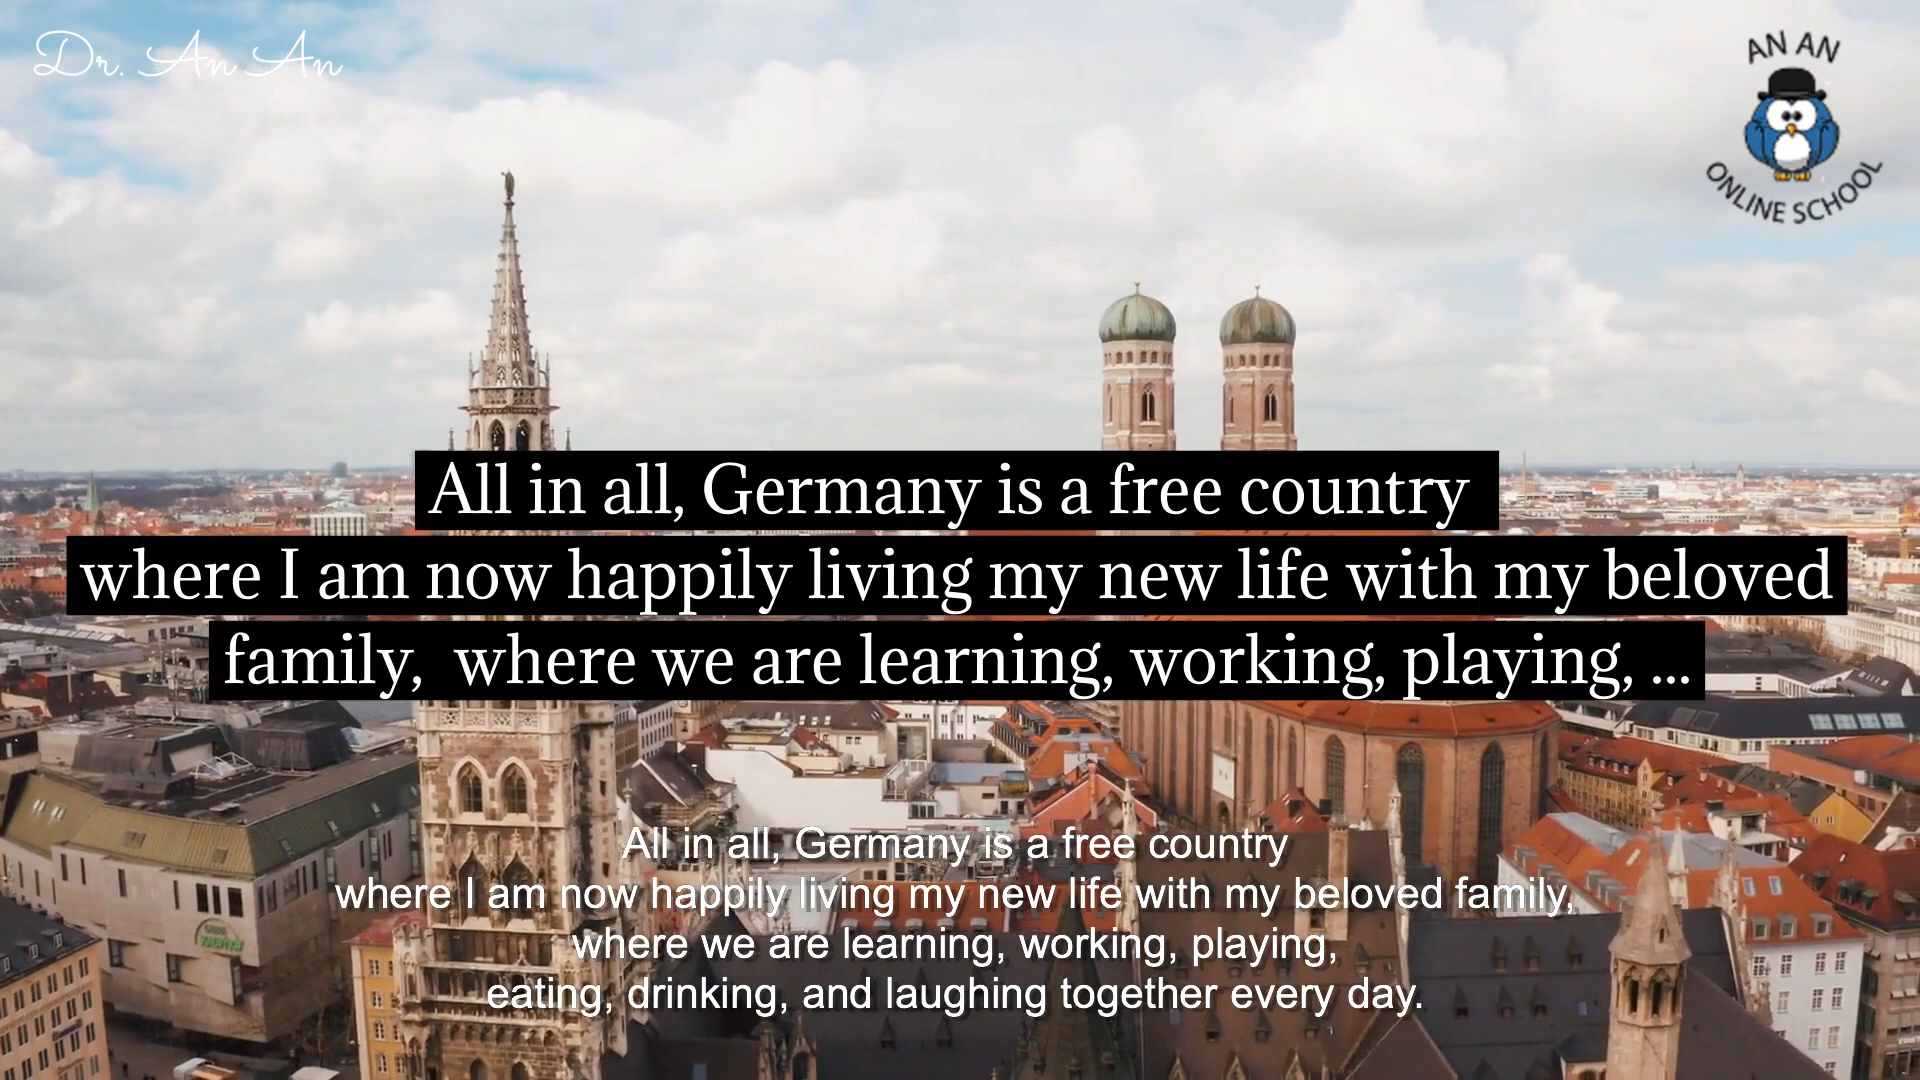 Dr. An An
AN AN
ONLINE SCHOOL
All in all, Germany is a free country
where I am now happily living my new life with my beloved
family,  where we are learning, working, playing, ...
All in all, Germany is a free country
where I am now happily living my new life with my beloved family,
where we are learning, working, playing,
eating, drinking, and laughing together every day.